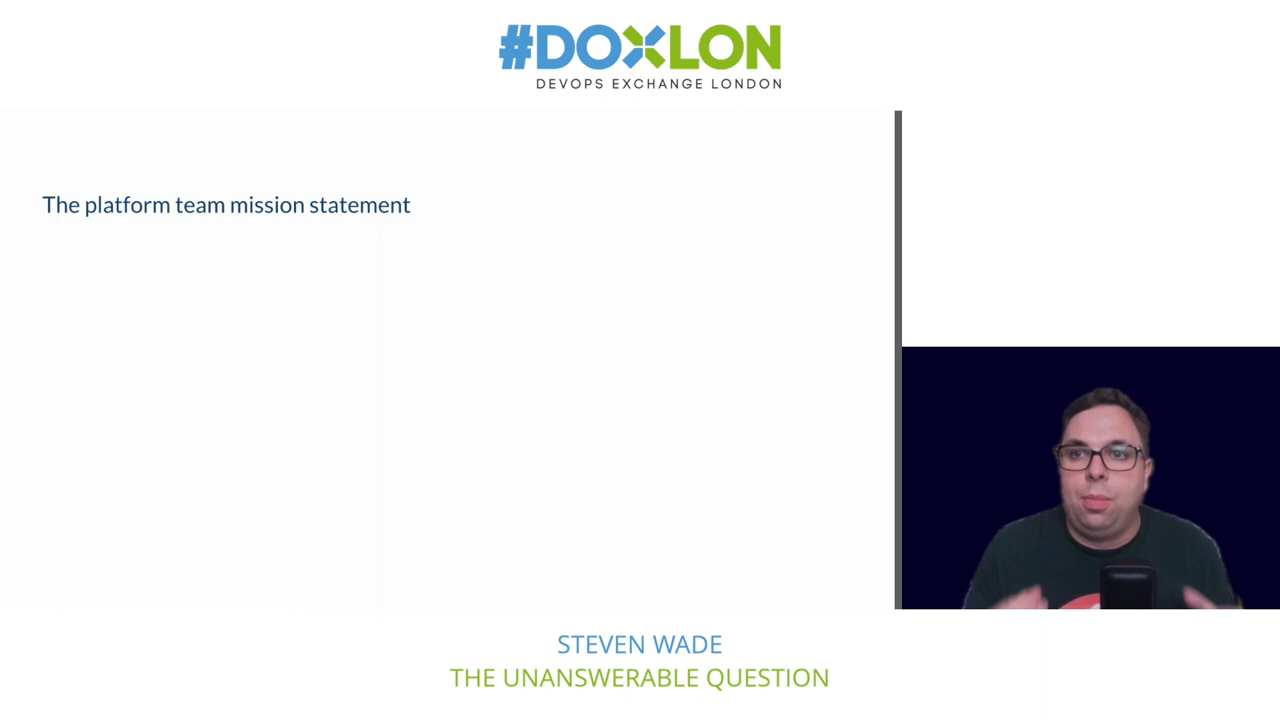 #DOXLON
DEVOPS EXCHANGE LONDON
The platform team mission statement
STEVEN WADE
THE UNANSWERABLE QUESTION